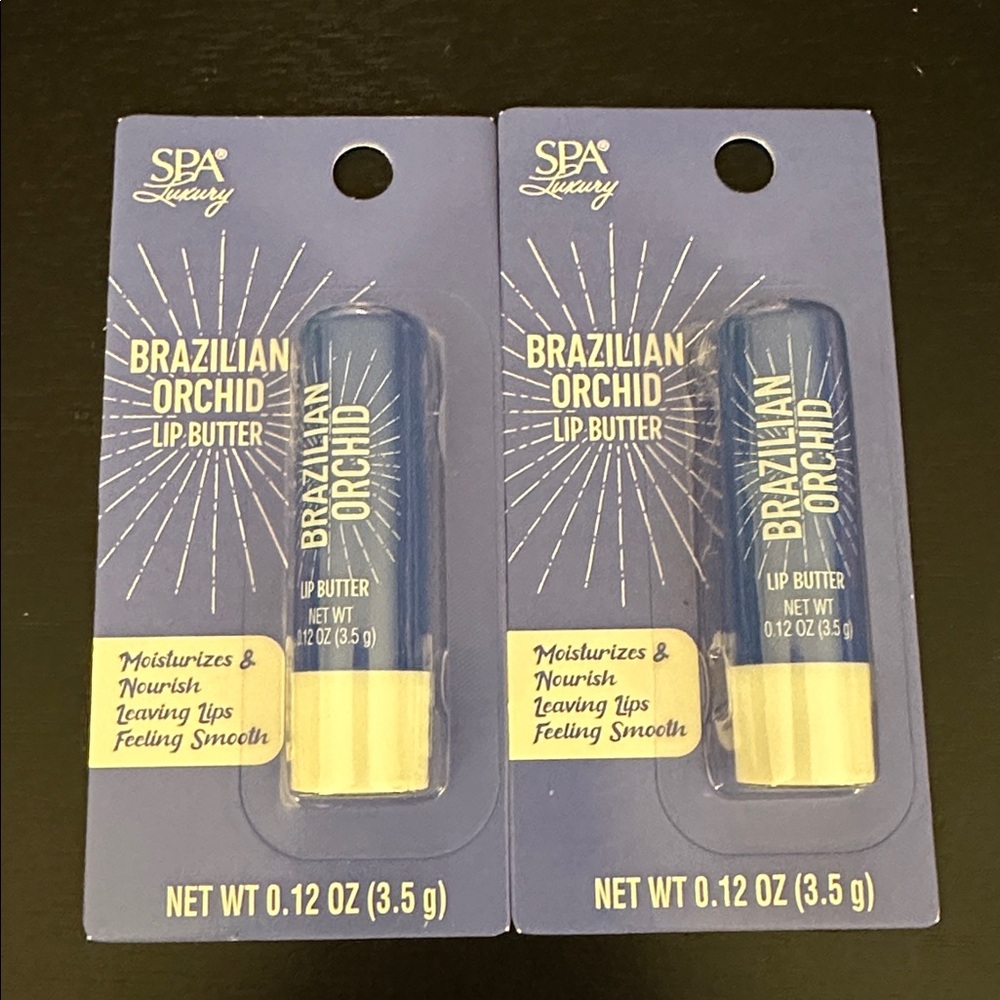 SPA®
Luxury
BRAZILIAN
ORCHID
LIP BUTTER
BRAZILIAN
ORCHID
LIP BUTTER
NET WT
0.12 OZ (3.5 g)
Moisturizes &
Nourish
Leaving Lips
Feeling Smooth
NET WT 0.12 OZ (3.5 g)
SPA®
Luxury
BRAZILIAN
ORCHID
LIP BUTTER
BRAZILIAN
ORCHID
LIP BUTTER
NET WT
0.12 OZ (3.5 g)
Moisturizes &
Nourish
Leaving Lips
Feeling Smooth
NET WT 0.12 OZ (3.5 g)